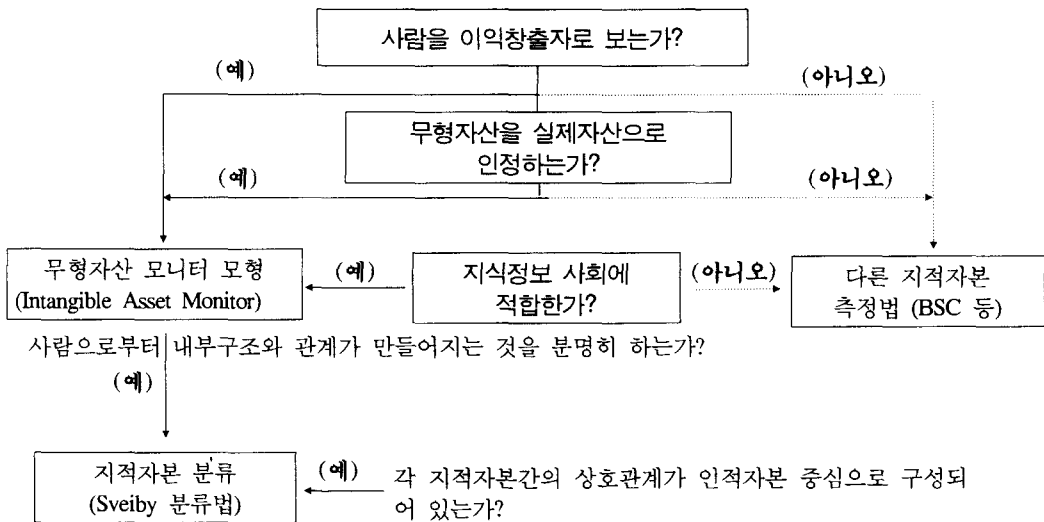 사람을 이익창출자로 보는가?
(예)
(아니오)
무형자산을 실제자산으로
인정하는가?
(예)
(아니오)
무형자산 모니터 모형
(Intangible Asset Monitor)
(예)
지식정보 사회에
적합한가?
(아니오)
다른 지적자본
측정법 (BSC 등)
사람으로부터 내부구조와 관계가 만들어지는 것을 분명히 하는가?
(예)
지적자본 분류
(Sveiby 분류법)
(예)
각 지적자본간의 상호관계가 인적자본 중심으로 구성되
어 있는가?